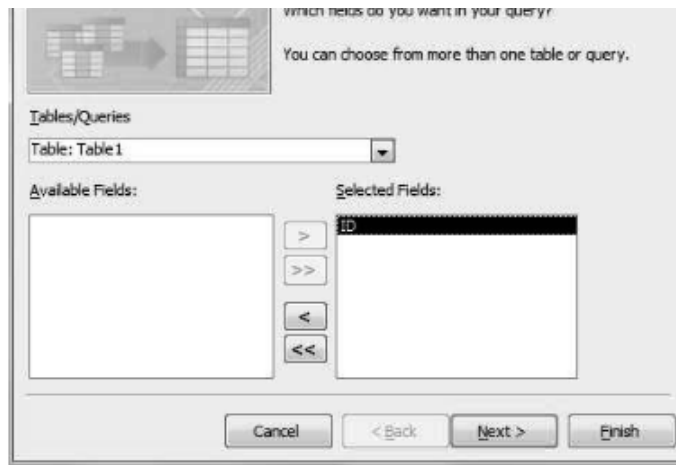 Which fields do you want in your query?
You can choose from more than one table or query.
Tables/Queries
Table: Table1
Available Fields:
Selected Fields:
>
ID
>>
<
<<
Cancel
< Back
Next >
Finish